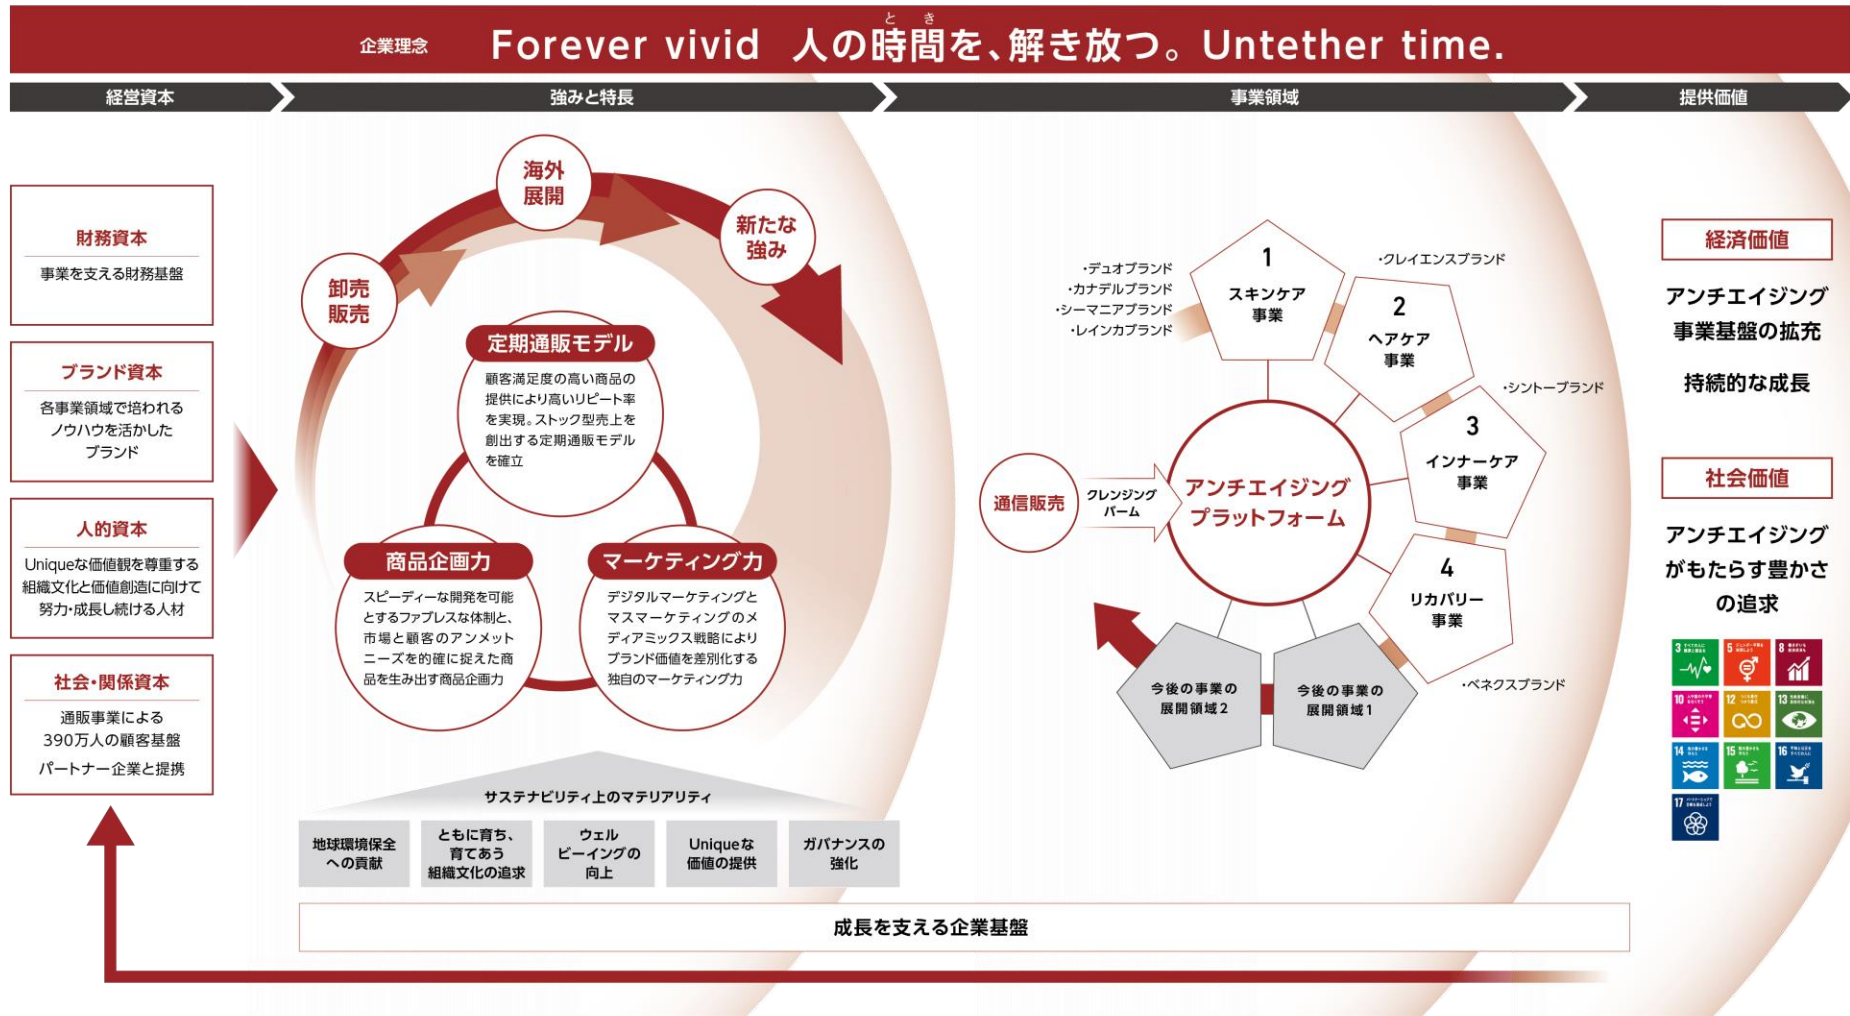 とき
企業理念 Forever vivid 人の時間を、解き放つ。Untether time.
経営資本
強みと特長
事業領域
提供価値
財務資本
事業を支える財務基盤
ブランド資本
各事業領域で培われる
ノウハウを活かした
ブランド
人的資本
Uniqueな価値観を尊重する
組織文化と価値創造に向けて
努力・成長し続ける人材
社会・関係資本
通販事業による
390万人の顧客基盤
パートナー企業と提携
卸売
販売
海外
展開
新たな
強み
定期通販モデル
顧客満足度の高い商品の
提供により高いリピート率
を実現。ストック型売上を
創出する定期通販モデル
を確立
商品企画力
スピーディーな開発を可能
とするファブレスな体制と、
市場と顧客のアンメット
ニーズを的確に捉えた商
品を生み出す商品企画力
マーケティング力
デジタルマーケティングと
マスマーケティングのメ
ディアミックス戦略により
ブランド価値を差別化する
独自のマーケティング力
サステナビリティ上のマテリアリティ
地球環境保全
への貢献
ともに育ち、
育てあう
組織文化の追求
ウェル
ビーイングの
向上
Uniqueな
価値の提供
ガバナンスの
強化
成長を支える企業基盤
通信販売
クレンジング
バーム
アンチエイジング
プラットフォーム
・デュオブランド
・カナデルブランド
・シーマニアブランド
・レインカブランド
1
スキンケア
事業
・クレイエンスブランド
2
ヘアケア
事業
・シントーブランド
3
インナーケア
事業
4
リカバリー
事業
・ベネクスブランド
今後の事業の
展開領域1
今後の事業の
展開領域2
経済価値
アンチエイジング
事業基盤の拡充
持続的な成長
社会価値
アンチエイジング
がもたらす豊かさ
の追求
3
5
8
10
12
13
14
15
16
17